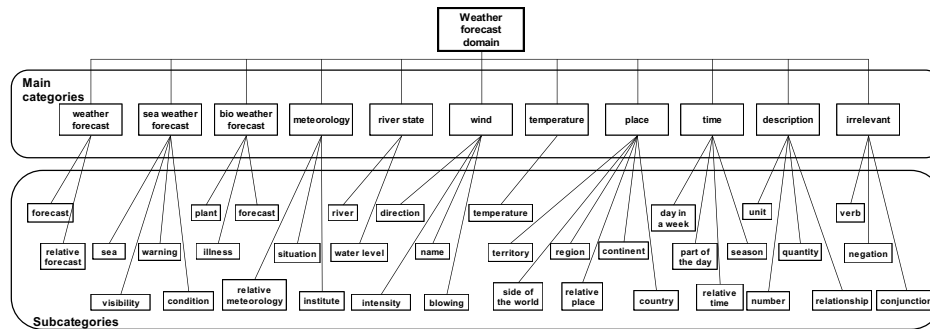 Weather
forecast
domain
Main
categories
weather
forecast
sea weather
forecast
bio weather
forecast
meteorology
river state
wind
temperature
place
time
description
irrelevant
forecast
plant
forecast
river
direction
temperature
day in
a week
unit
verb
relative
forecast
sea
warning
illness
situation
water level
name
territory
region
continent
part of
the day
season
quantity
negation
visibility
condition
relative
meteorology
institute
intensity
blowing
side of
the world
relative
place
country
relative
time
number
relationship
conjunction
Subcategories